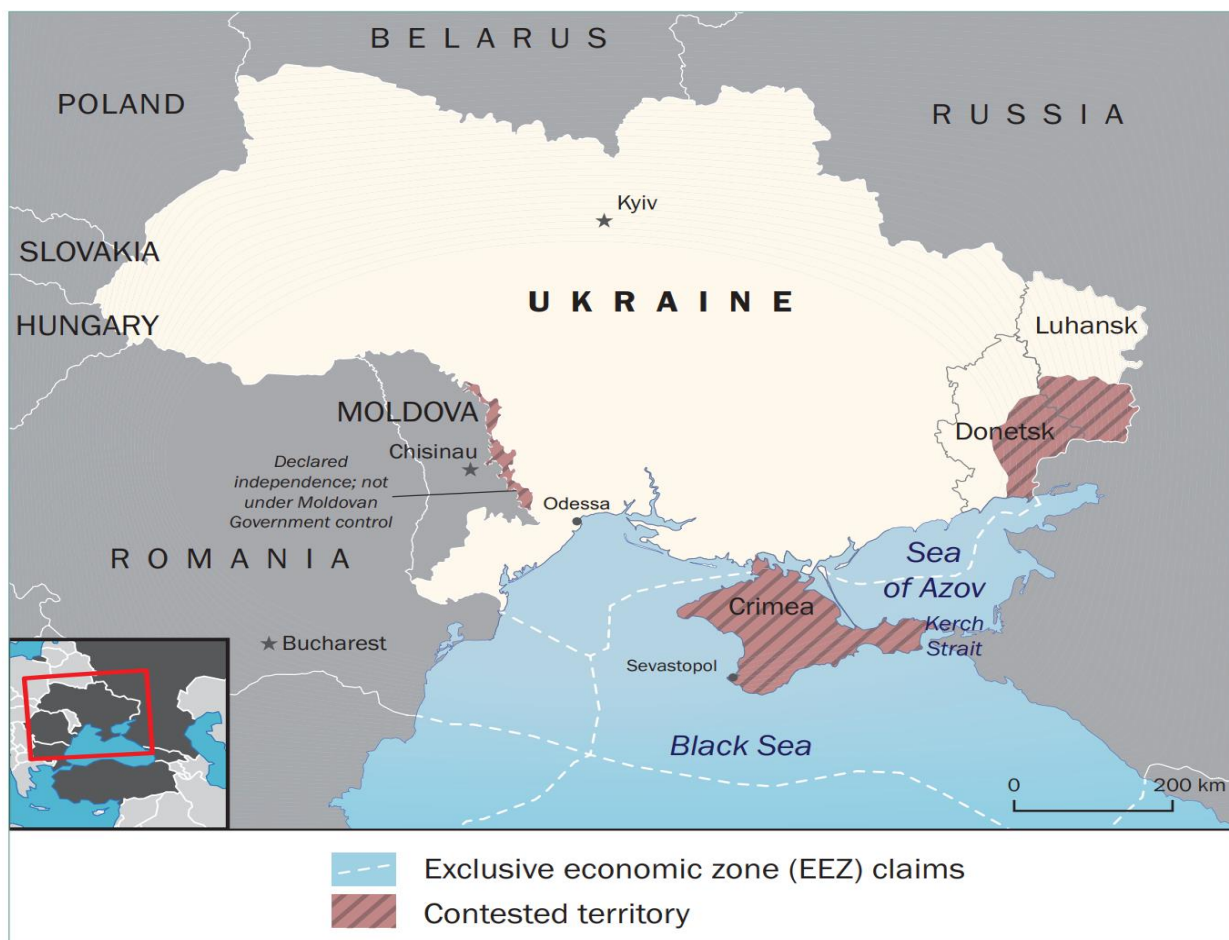 BELARUS
POLAND
RUSSIA
Kyiv
SLOVAKIA
UKRAINE
HUNGARY
Luhansk
MOLDOVA
Donetsk
Chisinau
Declared
independence; not
under Moldovan
Government control
Odessa
ROMANIA
Sea
of Azov
Crimea
Kerch
Strait
Bucharest
Sevastopol
Black Sea
0 200 km
Exclusive economic zone (EEZ) claims
Contested territory